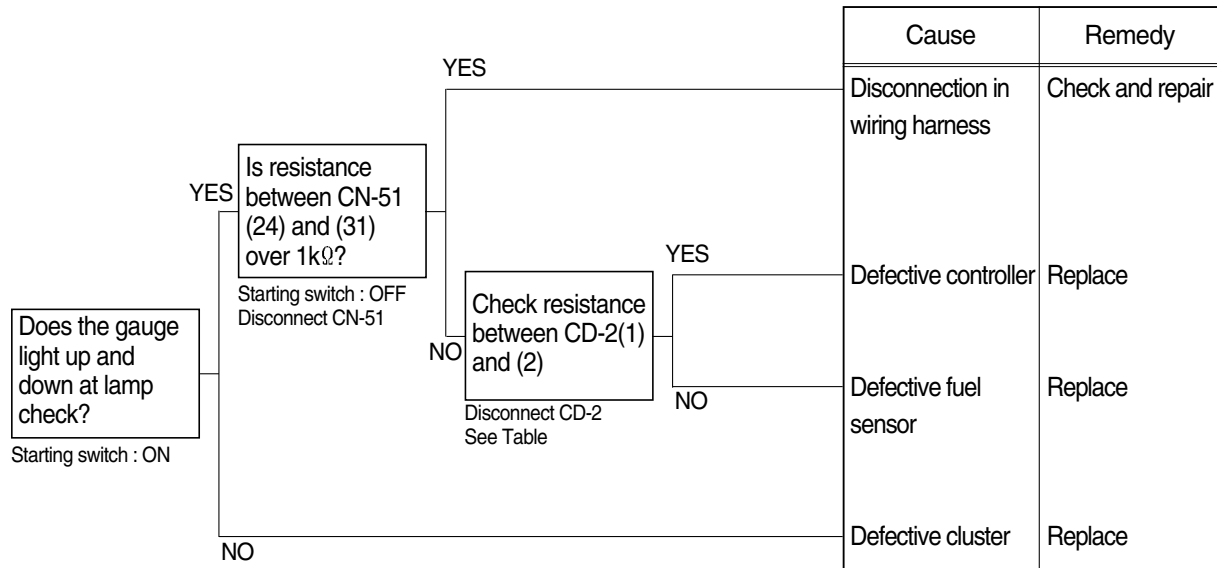 Cause
Remedy
YES
Disconnection in
wiring harness
Check and repair
YES
Is resistance
between CN-51
(24) and (31)
over 1kΩ?
Starting switch : OFF
Disconnect CN-51
YES
Defective controller
Replace
Does the gauge
light up and
down at lamp
check?
Starting switch : ON
NO
Check resistance
between CD-2(1)
and (2)
Disconnect CD-2
See Table
NO
Defective fuel
sensor
Replace
NO
Defective cluster
Replace